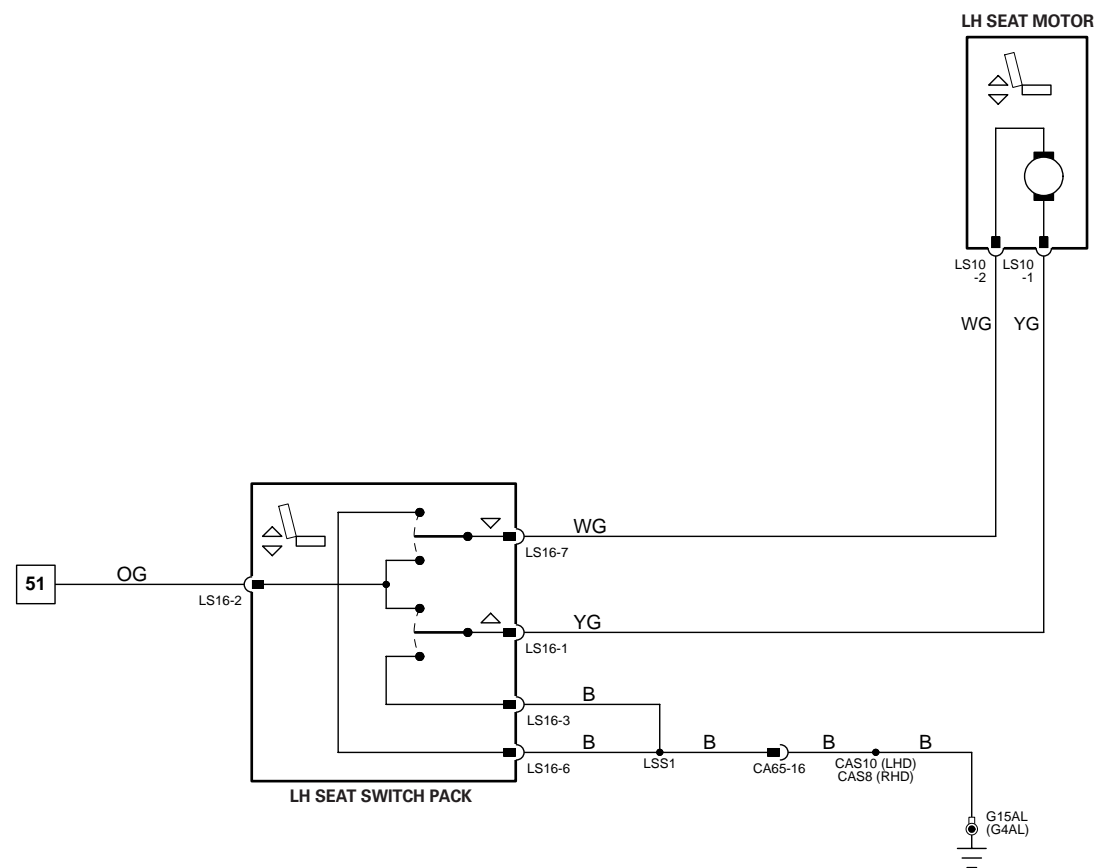 LH SEAT MOTOR
LS10
-2
LS10
-1
WG
YG
WG
LS16-7
51
OG
LS16-2
YG
LS16-1
B
LS16-3
B
B
B
B
LS16-6
LSS1
CA65-16
CAS10 (LHD)
CAS8 (RHD)
LH SEAT SWITCH PACK
G15AL
(G4AL)